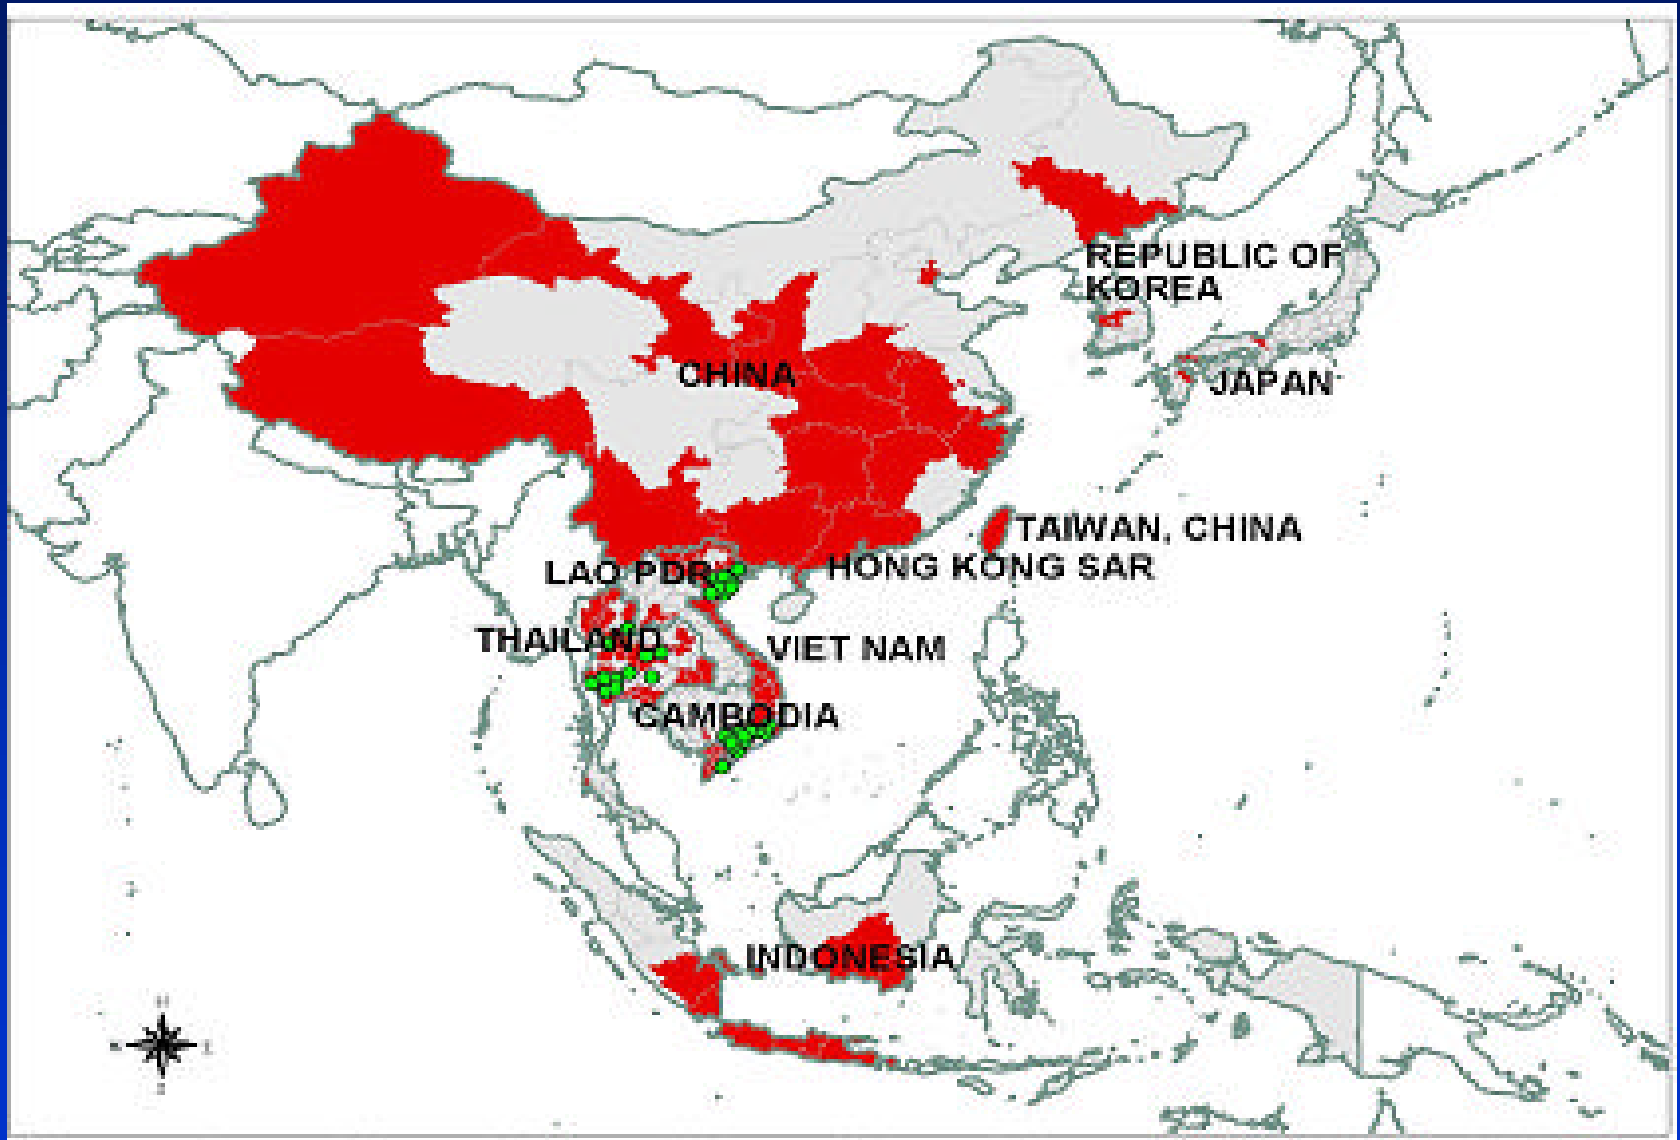 REPUBLIC OF
KOREA
CHINA
JAPAN
TAIWAN, CHINA
HONG KONG SAR
LAO PDR
THAILAND
VIET NAM
CAMBODIA
INDONESIA